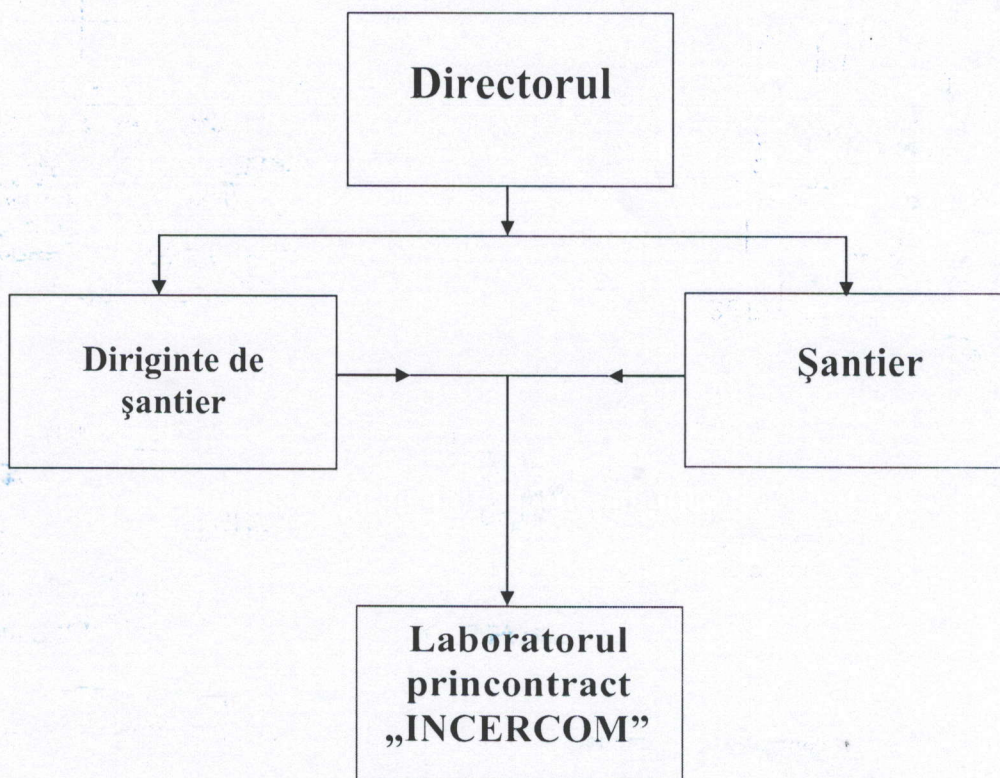 Directorul
Diriginte de
şantier
Şantier
Laboratorul
princontract
„INCERCOM”